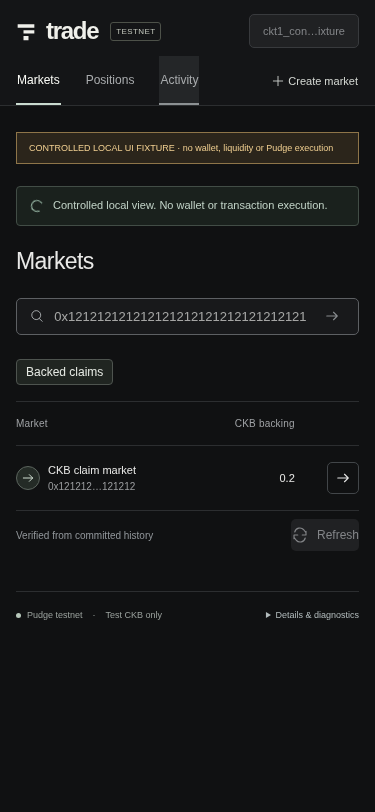 trade
TESTNET
ckt1_con…ixture
Markets
Positions
Activity
Create market
CONTROLLED LOCAL UI FIXTURE · no wallet, liquidity or Pudge execution
Controlled local view. No wallet or transaction execution.
Markets
0x12121212121212121212121212121212121
Backed claims
Market
CKB backing
CKB claim market
0x121212…121212
0.2
Verified from committed history
Refresh
Pudge testnet · Test CKB only
Details & diagnostics